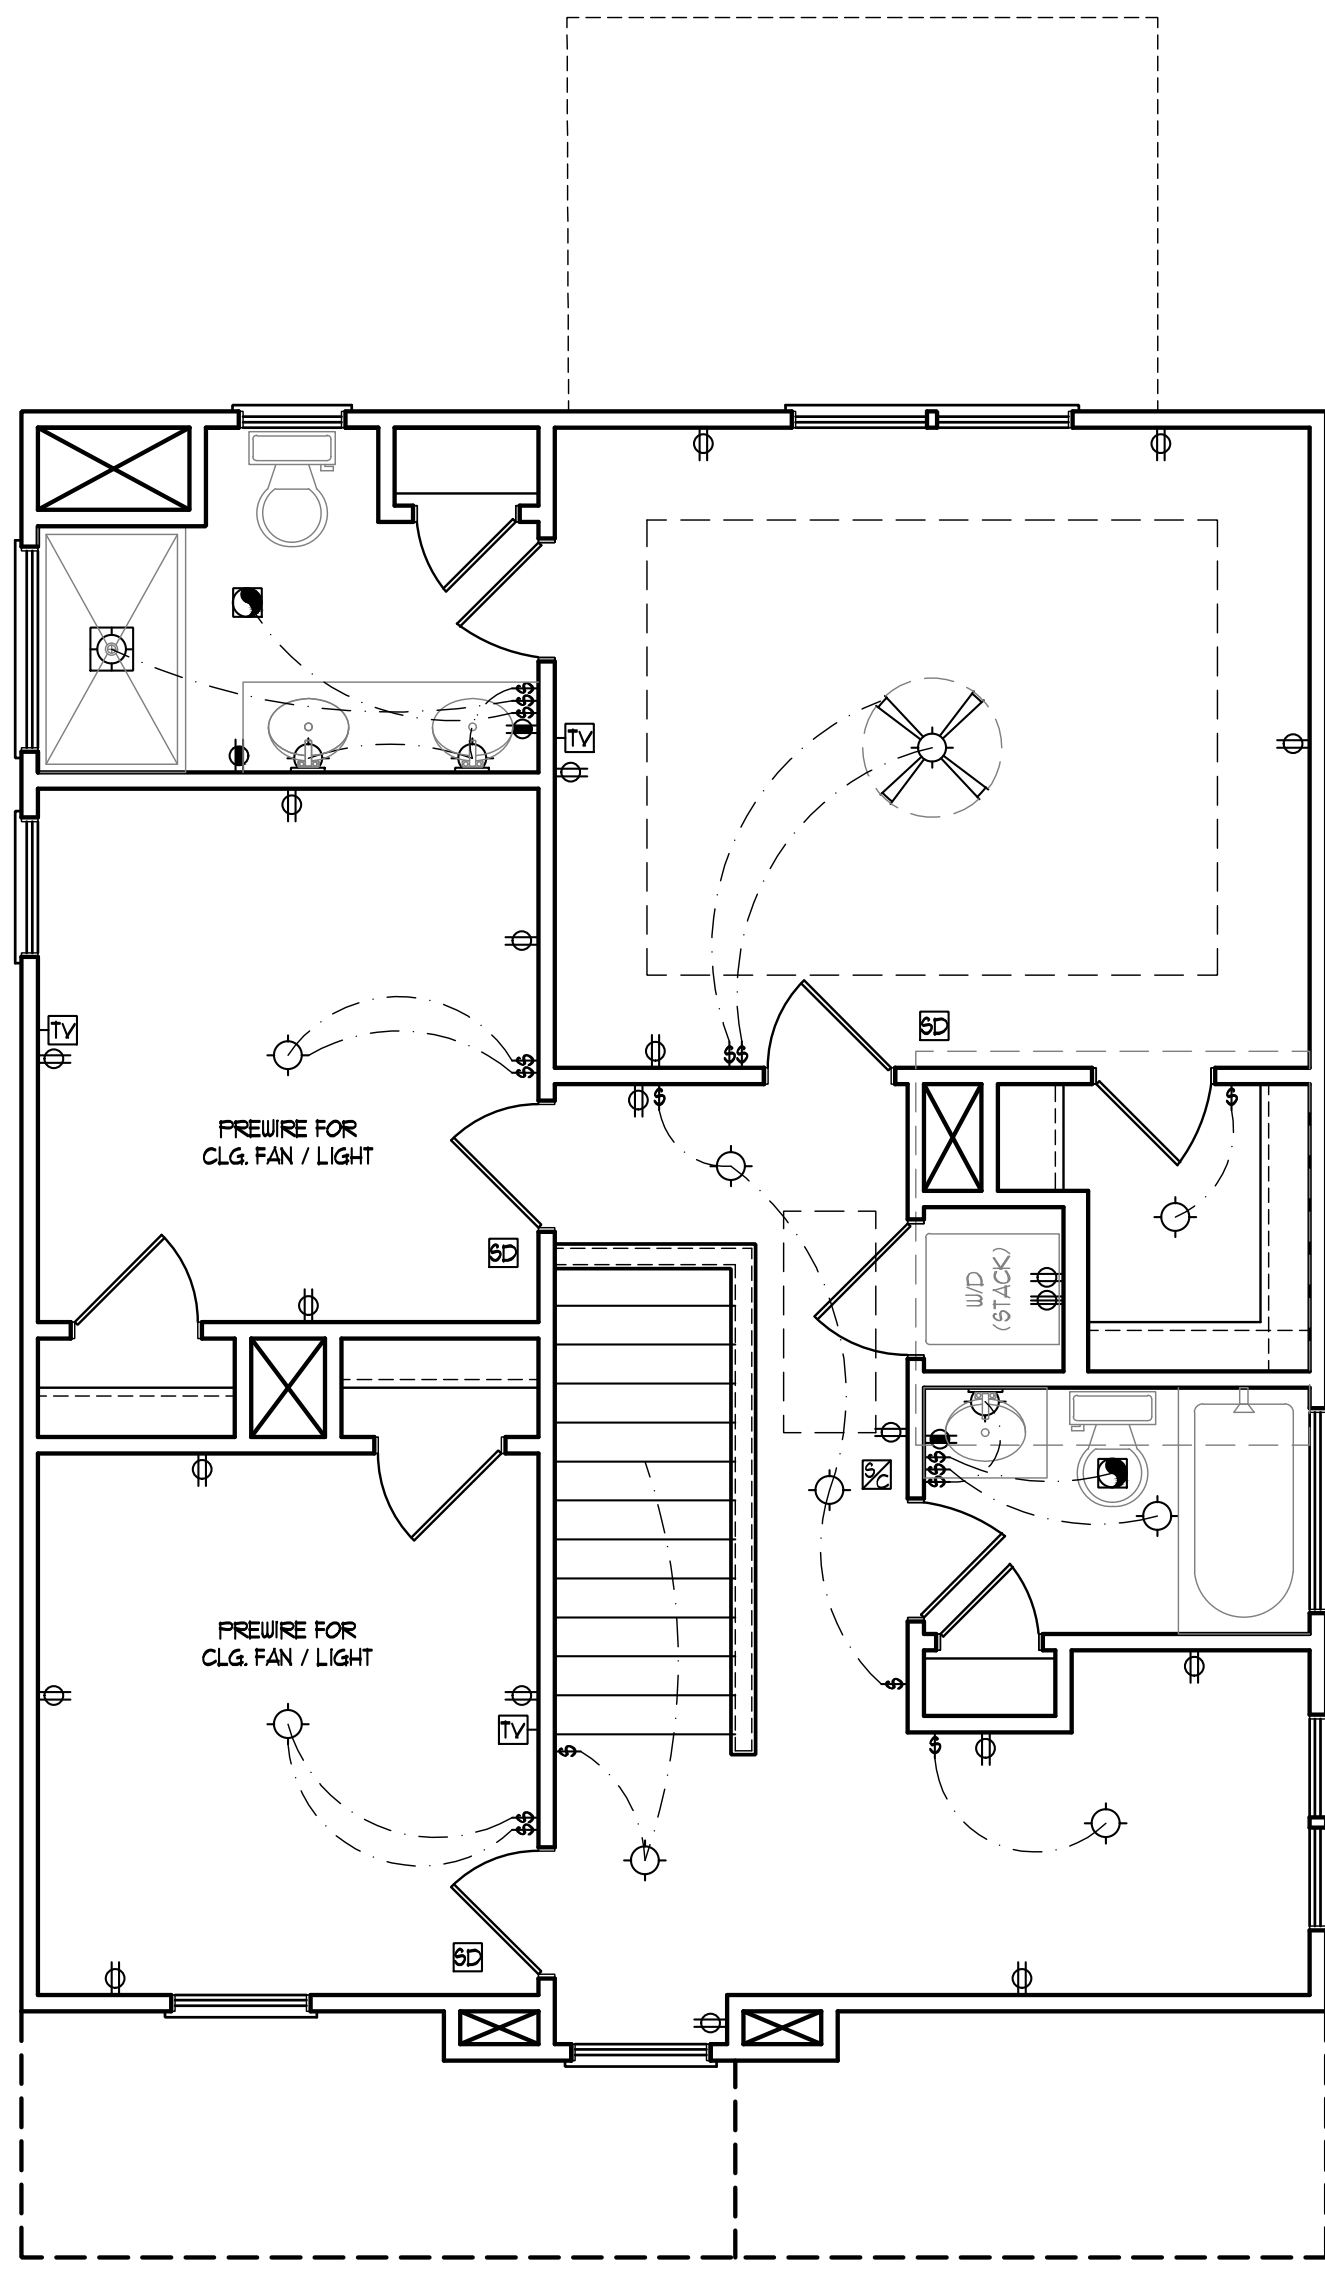 $$$
TV
TV
SD
$$
$$
$
$
PREWIRE FOR
CLG. FAN / LIGHT
SD
W/D
(STACK)
S/C
$$$
PREWIRE FOR
CLG. FAN / LIGHT
$
TV
$
$
$$
SD